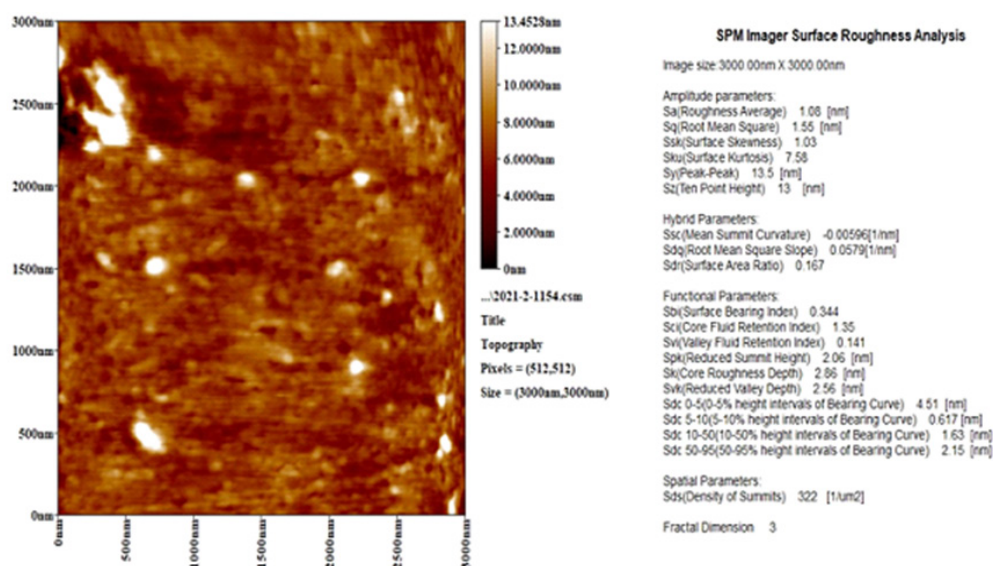 3000nm
2500nm
2000nm
1500nm
1000nm
500nm
0nm
0nm
500nm
1000nm
1500nm
2000nm
2500nm
3000nm
13.4528nm
12.0000nm
10.0000nm
8.0000nm
6.0000nm
4.0000nm
2.0000nm
0nm
...\2021-2-1154.csm
Title
Topography
Pixels = (512,512)
Size = (3000nm,3000nm)
SPM Imager Surface Roughness Analysis
Image size:3000.00nm X 3000.00nm
Amplitude parameters:
Sa(Roughness Average) 1.08 [nm]
Sq(Root Mean Square) 1.55 [nm]
Ssk(Surface Skewness) 1.03
Sku(Surface Kurtosis) 7.58
Sy(Peak-Peak) 13.5 [nm]
Sz(Ten Point Height) 13 [nm]
Hybrid Parameters:
Ssc(Mean Summit Curvature) -0.00596[1/nm]
Sdq(Root Mean Square Slope) 0.0579[1/nm]
Sdr(Surface Area Ratio) 0.167
Functional Parameters:
Sbi(Surface Bearing Index) 0.344
Sci(Core Fluid Retention Index) 1.35
Svi(Valley Fluid Retention Index) 0.141
Spk(Reduced Summit Height) 2.06 [nm]
Sk(Core Roughness Depth) 2.86 [nm]
Svk(Reduced Valley Depth) 2.56 [nm]
Sdc 0-5(0-5% height intervals of Bearing Curve) 4.51 [nm]
Sdc 5-10(5-10% height intervals of Bearing Curve) 0.617 [nm]
Sdc 10-50(10-50% height intervals of Bearing Curve) 1.63 [nm]
Sdc 50-95(50-95% height intervals of Bearing Curve) 2.15 [nm]
Spatial Parameters:
Sds(Density of Summits) 322 [1/um2]
Fractal Dimension 3